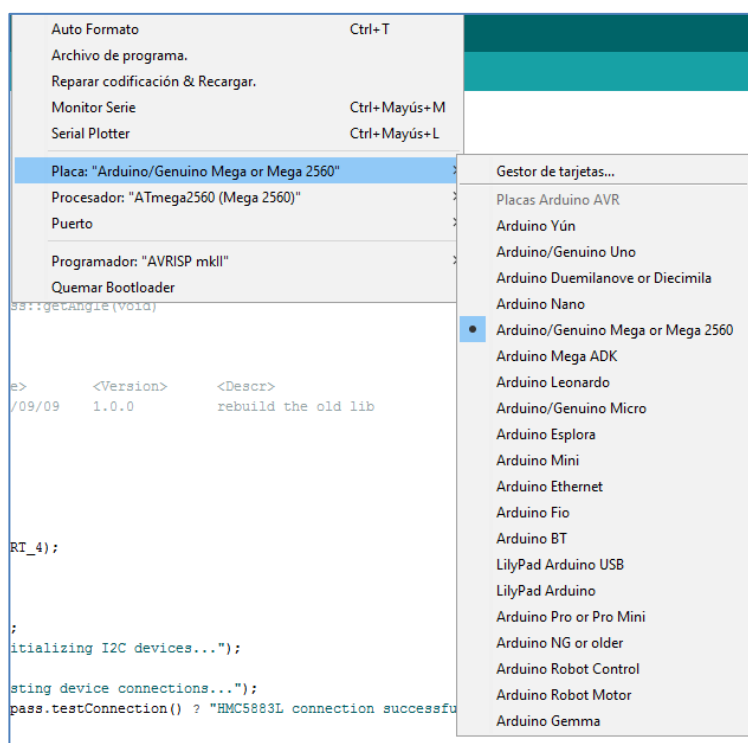 Auto Formato Ctrl+T
Archivo de programa.
Reparar codificación & Recargar.
Monitor Serie Ctrl+Mayús+M
Serial Plotter Ctrl+Mayús+L
Placa: "Arduino/Genuino Mega or Mega 2560"
Procesador: "ATmega2560 (Mega 2560)"
Puerto
Programador: "AVRISP mkII"
Quemar Bootloader
Gestor de tarjetas...
Placas Arduino AVR
Arduino Yún
Arduino/Genuino Uno
Arduino Duemilanove or Diecimila
Arduino Nano
Arduino/Genuino Mega or Mega 2560
Arduino Mega ADK
Arduino Leonardo
Arduino/Genuino Micro
Arduino Esplora
Arduino Mini
Arduino Ethernet
Arduino Fio
Arduino BT
LilyPad Arduino USB
LilyPad Arduino
Arduino Pro or Pro Mini
Arduino NG or older
Arduino Robot Control
Arduino Robot Motor
Arduino Gemma
ss::getAngle(void)
e> <Version> <Descr>
/09/09 1.0.0 rebuild the old lib
RT_4);
;
itializing I2C devices...");
sting device connections...");
pass.testConnection() ? "HMC5883L connection successfu